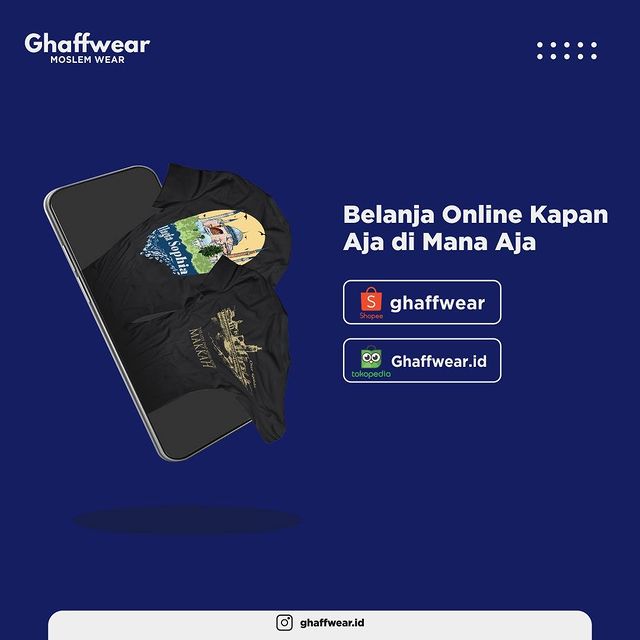 Ghaffwear
MOSLEM WEAR
Belanja Online Kapan
Aja di Mana Aja
Shopee
ghaffwear
tokopedia
Ghaffwear.id
Hagia Sophia
MAKKAH
ghaffwear.id